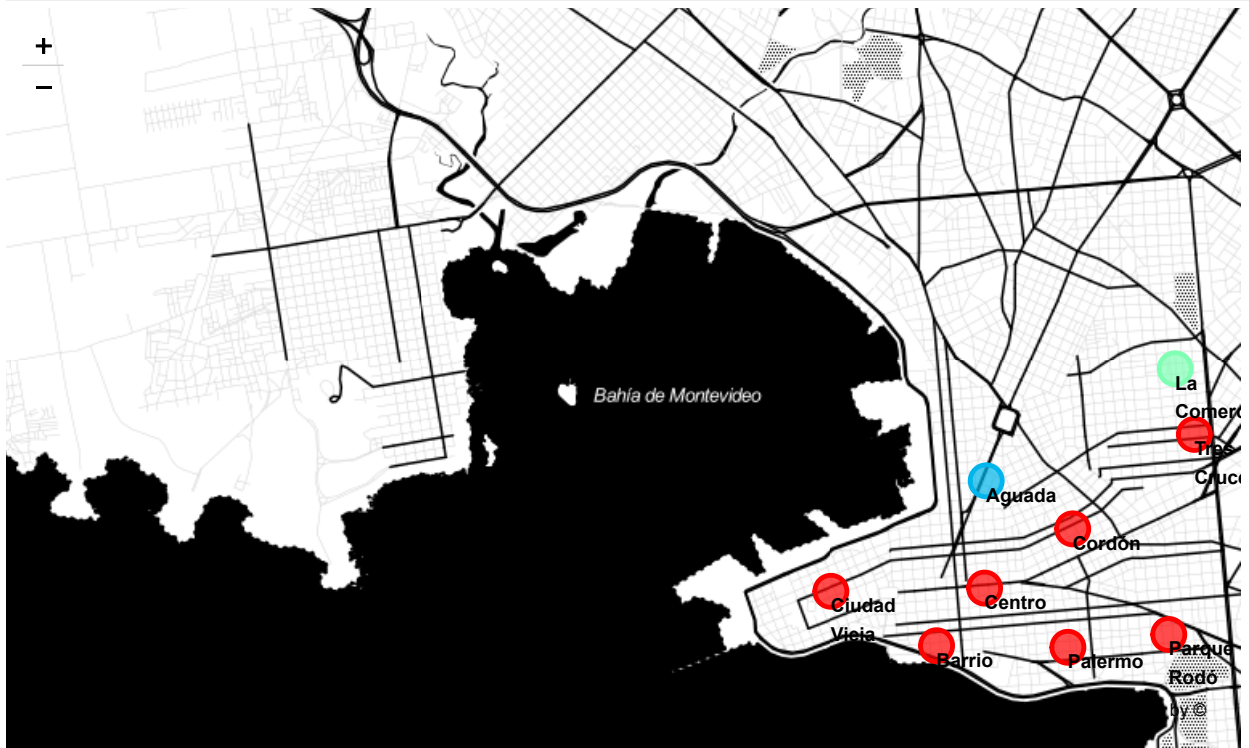 +
−
Bahía de Montevideo
La
Comerc
Tres
Cruce
Aguada
Cordón
Ciudad
Vieja
Centro
Barrio
Palermo
Parque
Rodó
by ©